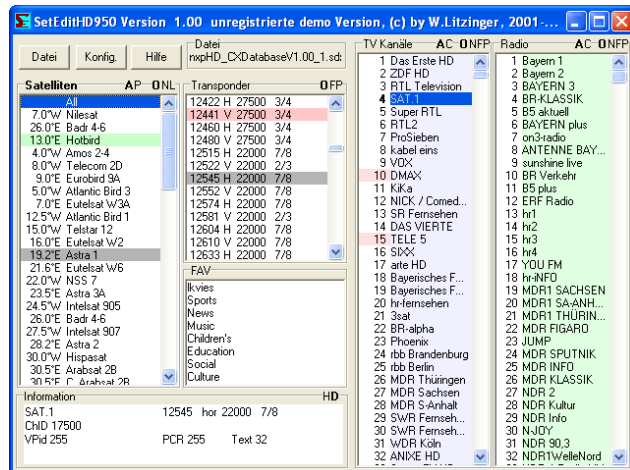 SetEditHD950 Version 1.00 unregistrierte demo Version, (c) by W.Litzinger, 2001-...
Datei
Konfig.
Hilfe
Datei
nxpHD_CXDatabaseV1.00_1.sd:
Satelliten AP ONL
All
7.0°W Nilesat
26.0°E Badr 4-6
13.0°E Hotbird
4.0°W Amos 2-4
8.0°W Telecom 2D
9.0°E Eurobird 9A
5.0°W Atlantic Bird 3
7.0°E Eutelsat W3A
12.5°W Atlantic Bird 1
15.0°W Telstar 12
16.0°E Eutelsat W2
19.2°E Astra 1
21.6°E Eutelsat W6
22.0°W NSS 7
23.5°E Astra 3A
24.5°W Intelsat 905
26.0°E Badr 4-6
27.5°W Intelsat 907
28.2°E Astra 2
30.0°W Hispasat
30.5°E Arabsat 2B
30.5°E C. Arabsat 2B
Transponder OFP
12422 H 27500 3/4
12441 V 27500 3/4
12460 H 27500 3/4
12480 V 27500 3/4
12515 H 22000 7/8
12522 V 22000 2/3
12545 H 22000 7/8
12552 V 22000 7/8
12574 H 22000 7/8
12581 V 22000 2/3
12604 H 22000 7/8
12610 V 22000 7/8
12633 H 22000 7/8
FAV
Ikvies
Sports
News
Music
Children's
Education
Social
Culture
TV Kanäle AC ONFP
1 Das Erste HD
2 ZDF HD
3 RTL Television
4 SAT.1
5 Super RTL
6 RTL2
7 ProSieben
8 kabel eins
9 VOX
10 DMAX
11 KiKa
12 NICK / Comed...
13 SR Fernsehen
14 DAS VIERTE
15 TELE 5
16 SIXX
17 arte HD
18 Bayerisches F...
19 Bayerisches F...
20 hr-fernsehen
21 3sat
22 BR-alpha
23 Phoenix
24 rbb Brandenburg
25 rbb Berlin
26 MDR Thüringen
27 MDR Sachsen
28 MDR S-Anhalt
29 SWR Fernseh...
30 SWR Fernseh...
31 WDR Köln
32 ANIXE HD
Radio AC ONFP
1 Bayern 1
2 Bayern 2
3 BAYERN 3
4 BR-KLASSIK
5 B5 aktuell
6 BAYERN plus
7 on3-radio
8 ANTENNE BAY...
9 sunshine live
10 BR Verkehr
11 B5 plus
12 ERF Radio
13 hr1
14 hr2
15 hr3
16 hr4
17 YOU FM
18 hr-iNFO
19 MDR1 SACHSEN
20 MDR1 SA-ANH...
21 MDR1 THÜRIN...
22 MDR FIGARO
23 JUMP
24 MDR SPUTNIK
25 MDR INFO
26 MDR KLASSIK
27 NDR 2
28 NDR Kultur
29 NDR Info
30 N-JOY
31 NDR 90,3
32 NDR1WelleNord
Information HD
SAT.1 12545 hor 22000 7/8
ChID 17500
VPid 255 PCR 255 Text 32